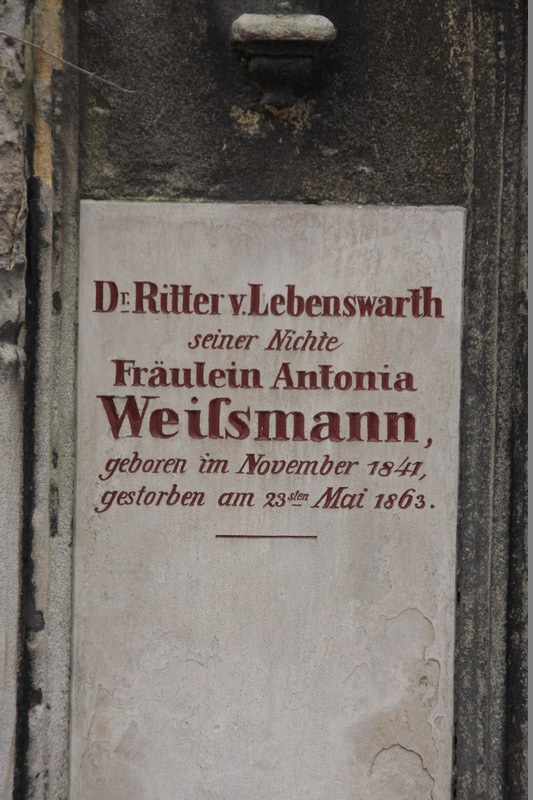 Dr. Ritter v. Lebenswarth
seiner Nichte
Fräulein Antonia
Weiſsmann,
geboren im November 1841,
gestorben am 23sten Mai 1863.